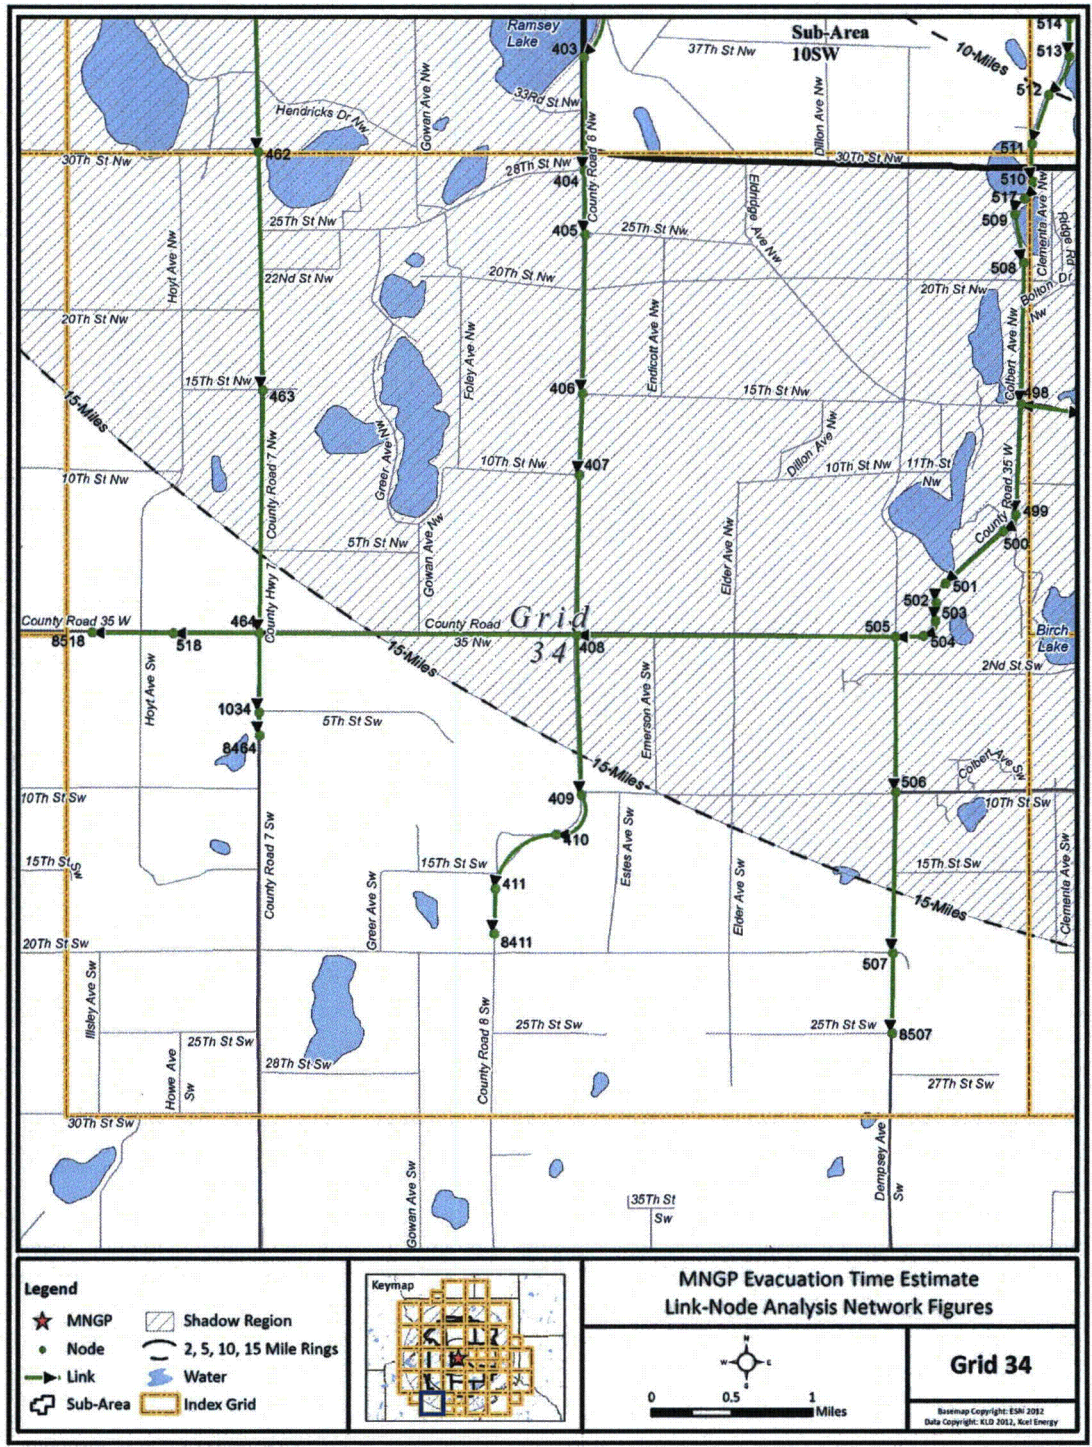 Ramsey
Lake
403
37Th St Nw
Sub-Area
10SW
10-Miles
514
513
512
Hendricks Dr Nw
Gowan Ave Nw
33Rd St Nw
County Road 6 Nw
Dillon Ave Nw
511
30Th St Nw
462
28Th St Nw
404
30Th St Nw
510
517
509
508
Clementa Ave Nw
Ridge Rd
25Th St Nw
405
25Th St Nw
Eldridge Ave Nw
Hoyt Ave Nw
22Nd St Nw
20Th St Nw
20Th St Nw
Bolton Dr
Nw
20Th St Nw
Foley Ave Nw
Endicott Ave Nw
Colbert Ave Nw
15Th St Nw
463
406
15Th St Nw
498
15-Miles
County Road 7 Nw
Greer Ave Nw
Dillon Ave Nw
10Th St Nw
10Th St Nw
407
10Th St Nw
11Th St
Nw
County Road 35 W
499
500
5Th St Nw
Gowan Ave Nw
Elder Ave Nw
County Hwy 7
501
502
503
504
County Road 35 W
464
County Road
35 Nw
Grid
34
505
8518
518
408
Birch
Lake
15-Miles
2Nd St Sw
Hoyt Ave Sw
1034
5Th St Sw
8464
Emerson Ave Sw
15-Miles
Colbert Ave Sw
10Th St Sw
409
506
10Th St Sw
410
County Road 7 Sw
Estes Ave Sw
15Th St
Sw
15Th St Sw
411
15Th St Sw
Greer Ave Sw
Elder Ave Sw
15-Miles
Clementa Ave Sw
20Th St Sw
8411
507
Illsley Ave Sw
25Th St Sw
25Th St Sw
25Th St Sw
8507
28Th St Sw
Howe Ave
Sw
County Road 8 Sw
27Th St Sw
30Th St Sw
Gowan Ave Sw
Dempsey Ave
Sw
35Th St
Sw
Legend
MNGP
Node
Link
Sub-Area
Shadow Region
2, 5, 10, 15 Mile Rings
Water
Index Grid
Keymap
MNGP Evacuation Time Estimate
Link-Node Analysis Network Figures
N
W
E
S
0
0.5
1
Miles
Grid 34
Basemap Copyright: ESRI 2012
Data Copyright: KLD 2012, Xcel Energy